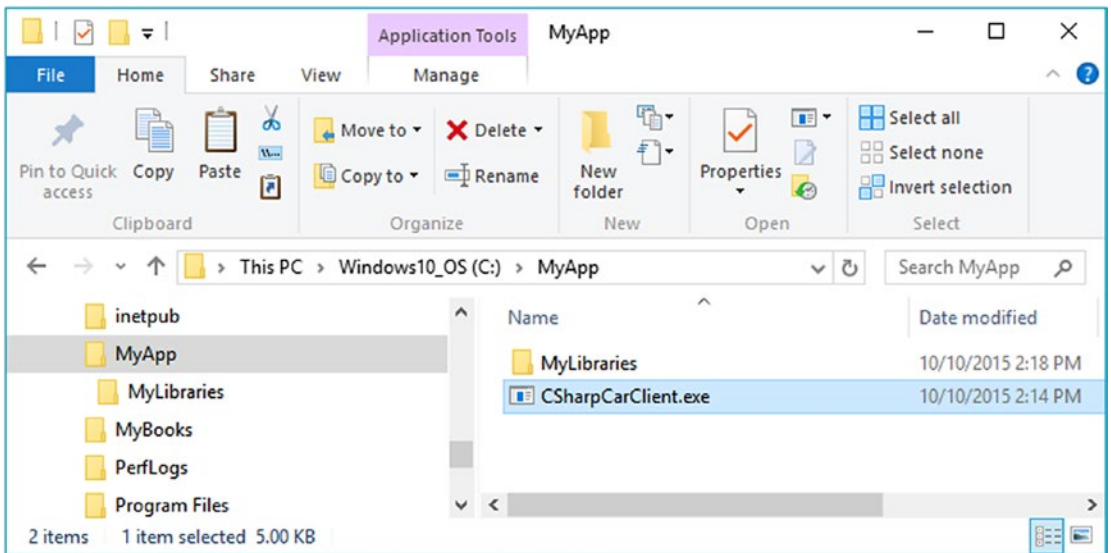 Application Tools MyApp
File Home Share View Manage
Pin to Quick access
Copy
Paste
Move to
Copy to
Delete
Rename
New folder
Properties
Select all
Select none
Invert selection
Clipboard Organize New Open Select
This PC > Windows10_OS (C:) > MyApp
Search MyApp
inetpub
MyApp
MyLibraries
MyBooks
PerfLogs
Program Files
Name Date modified
MyLibraries 10/10/2015 2:18 PM
CSharpCarClient.exe 10/10/2015 2:14 PM
2 items 1 item selected 5.00 KB